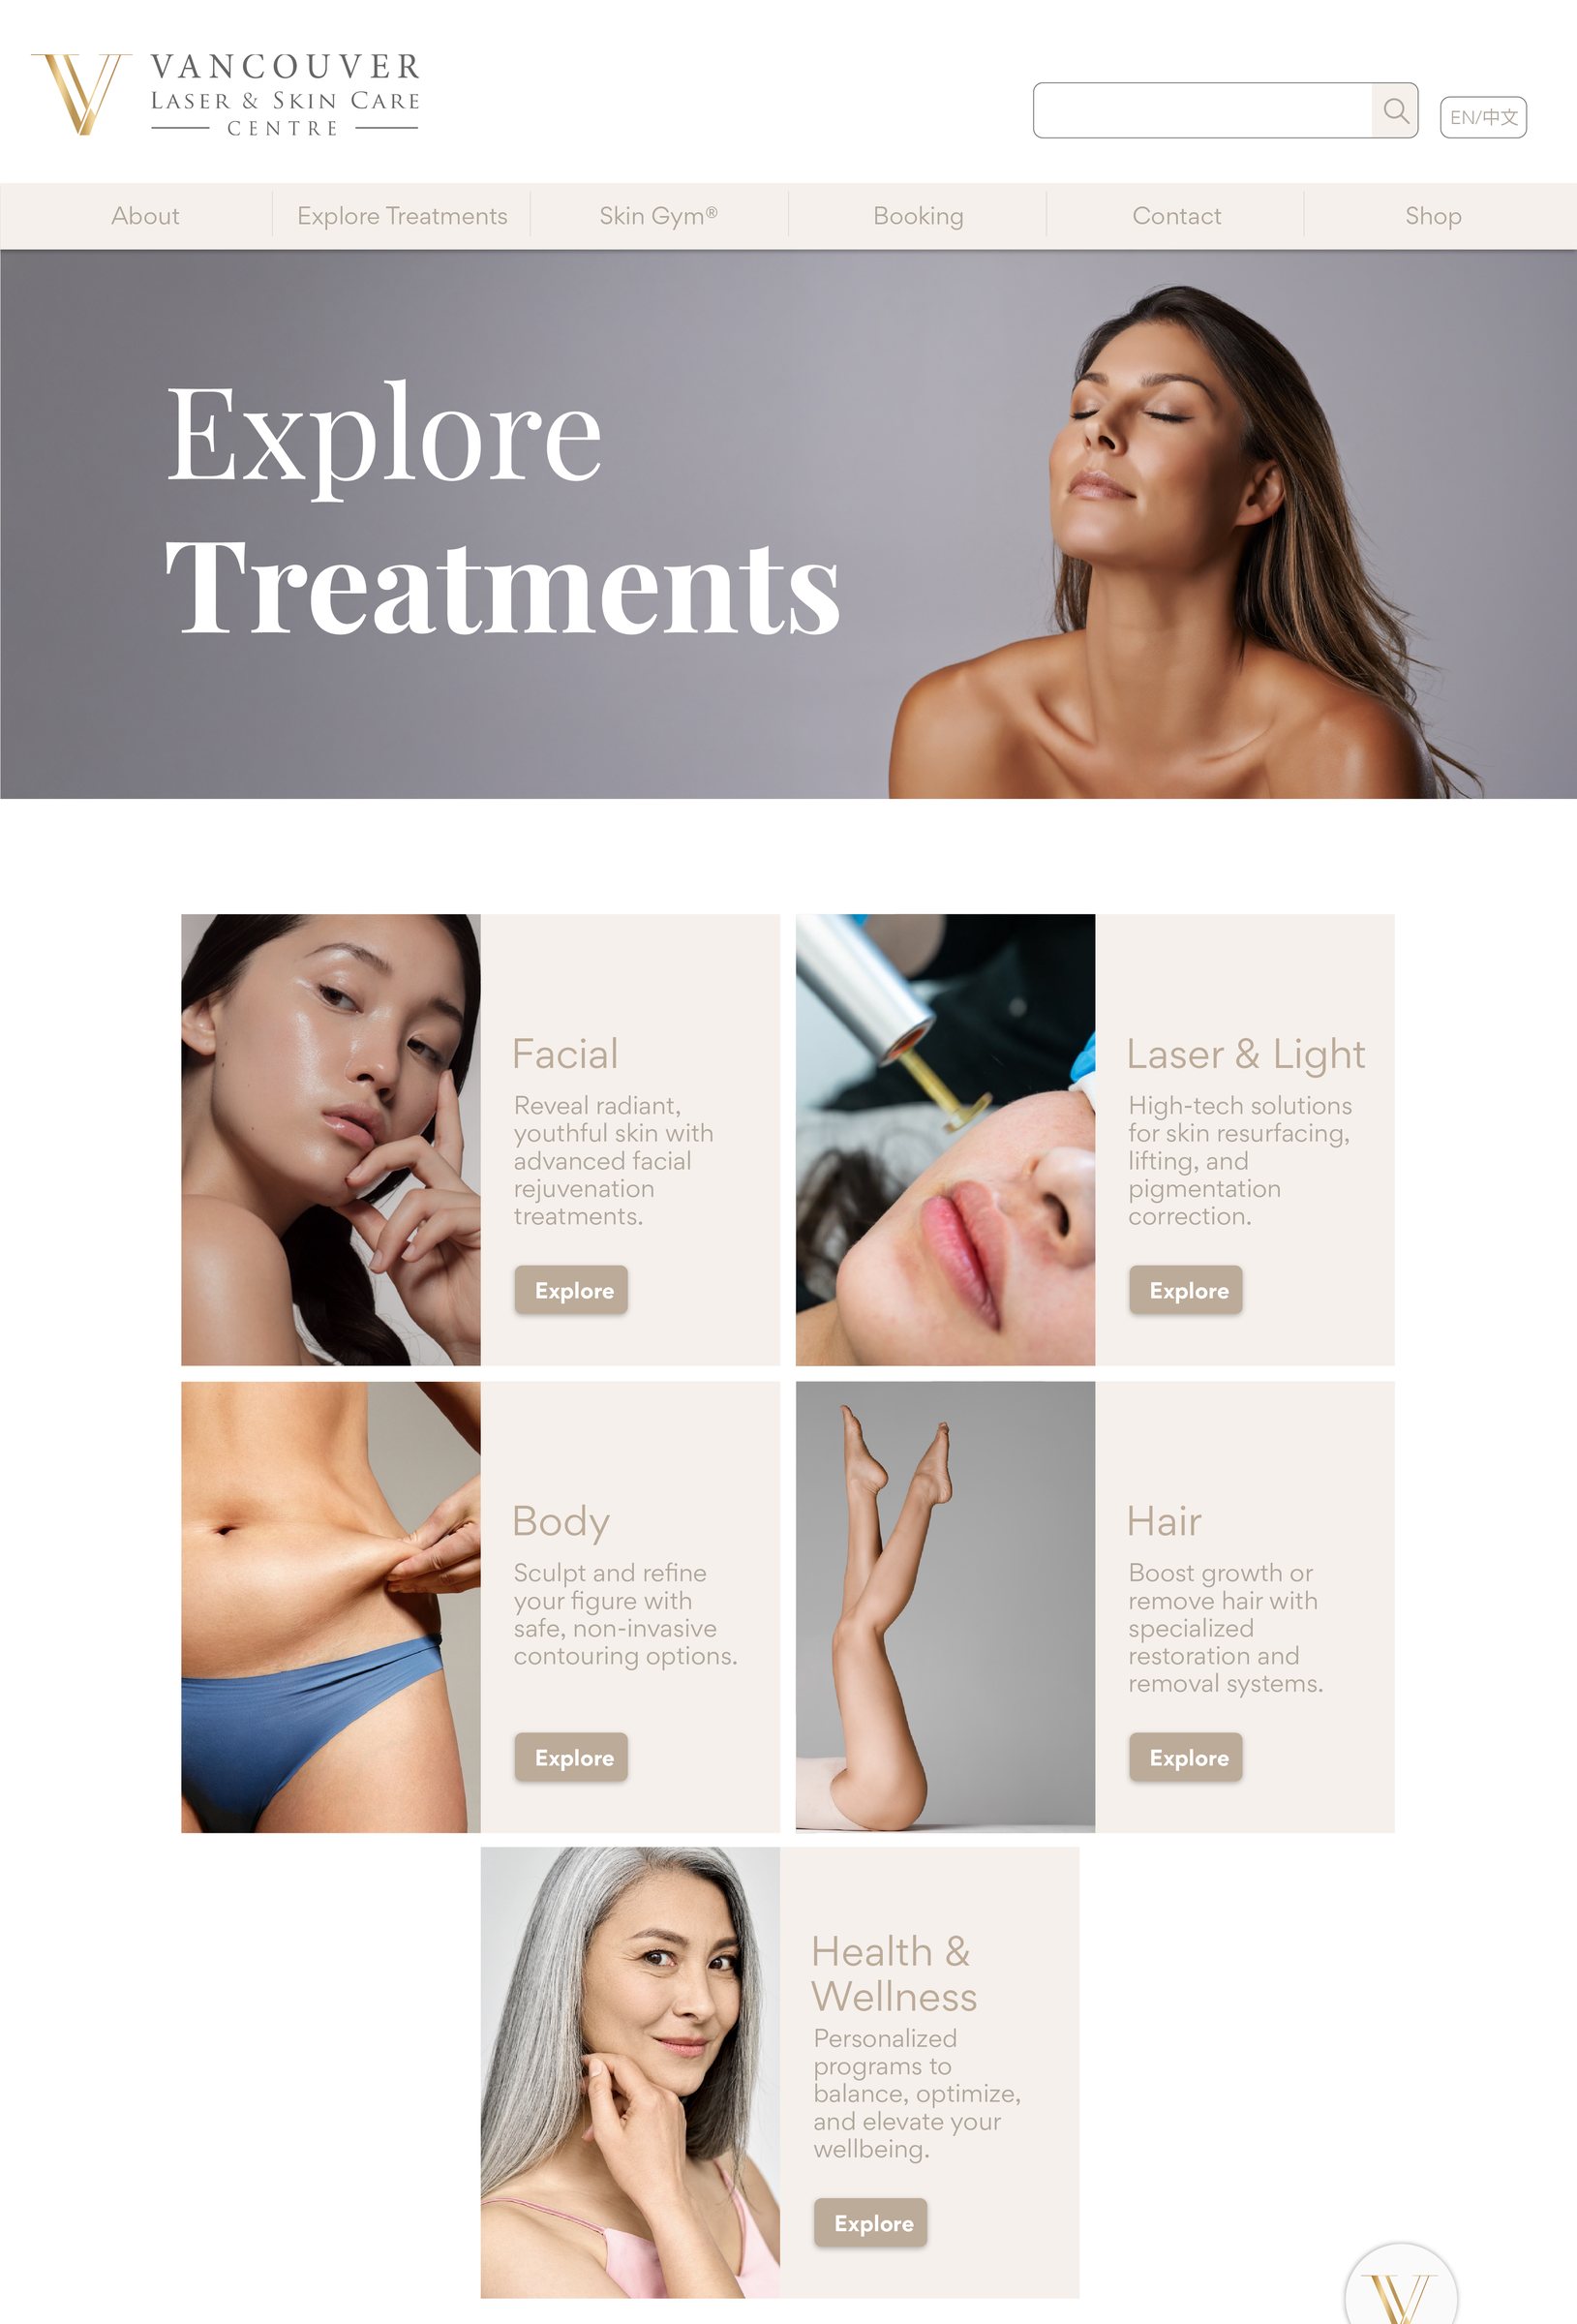 VANCOUVER
LASER & SKIN CARE
CENTRE
EN/中文
About
Explore Treatments
Skin Gym®
Booking
Contact
Shop
Explore
Treatments
Facial
Reveal radiant,
youthful skin with
advanced facial
rejuvenation
treatments.
Explore
Laser & Light
High-tech solutions
for skin resurfacing,
lifting, and
pigmentation
correction.
Explore
Body
Sculpt and refine
your figure with
safe, non-invasive
contouring options.
Explore
Hair
Boost growth or
remove hair with
specialized
restoration and
removal systems.
Explore
Health &
Wellness
Personalized
programs to
balance, optimize,
and elevate your
wellbeing.
Explore